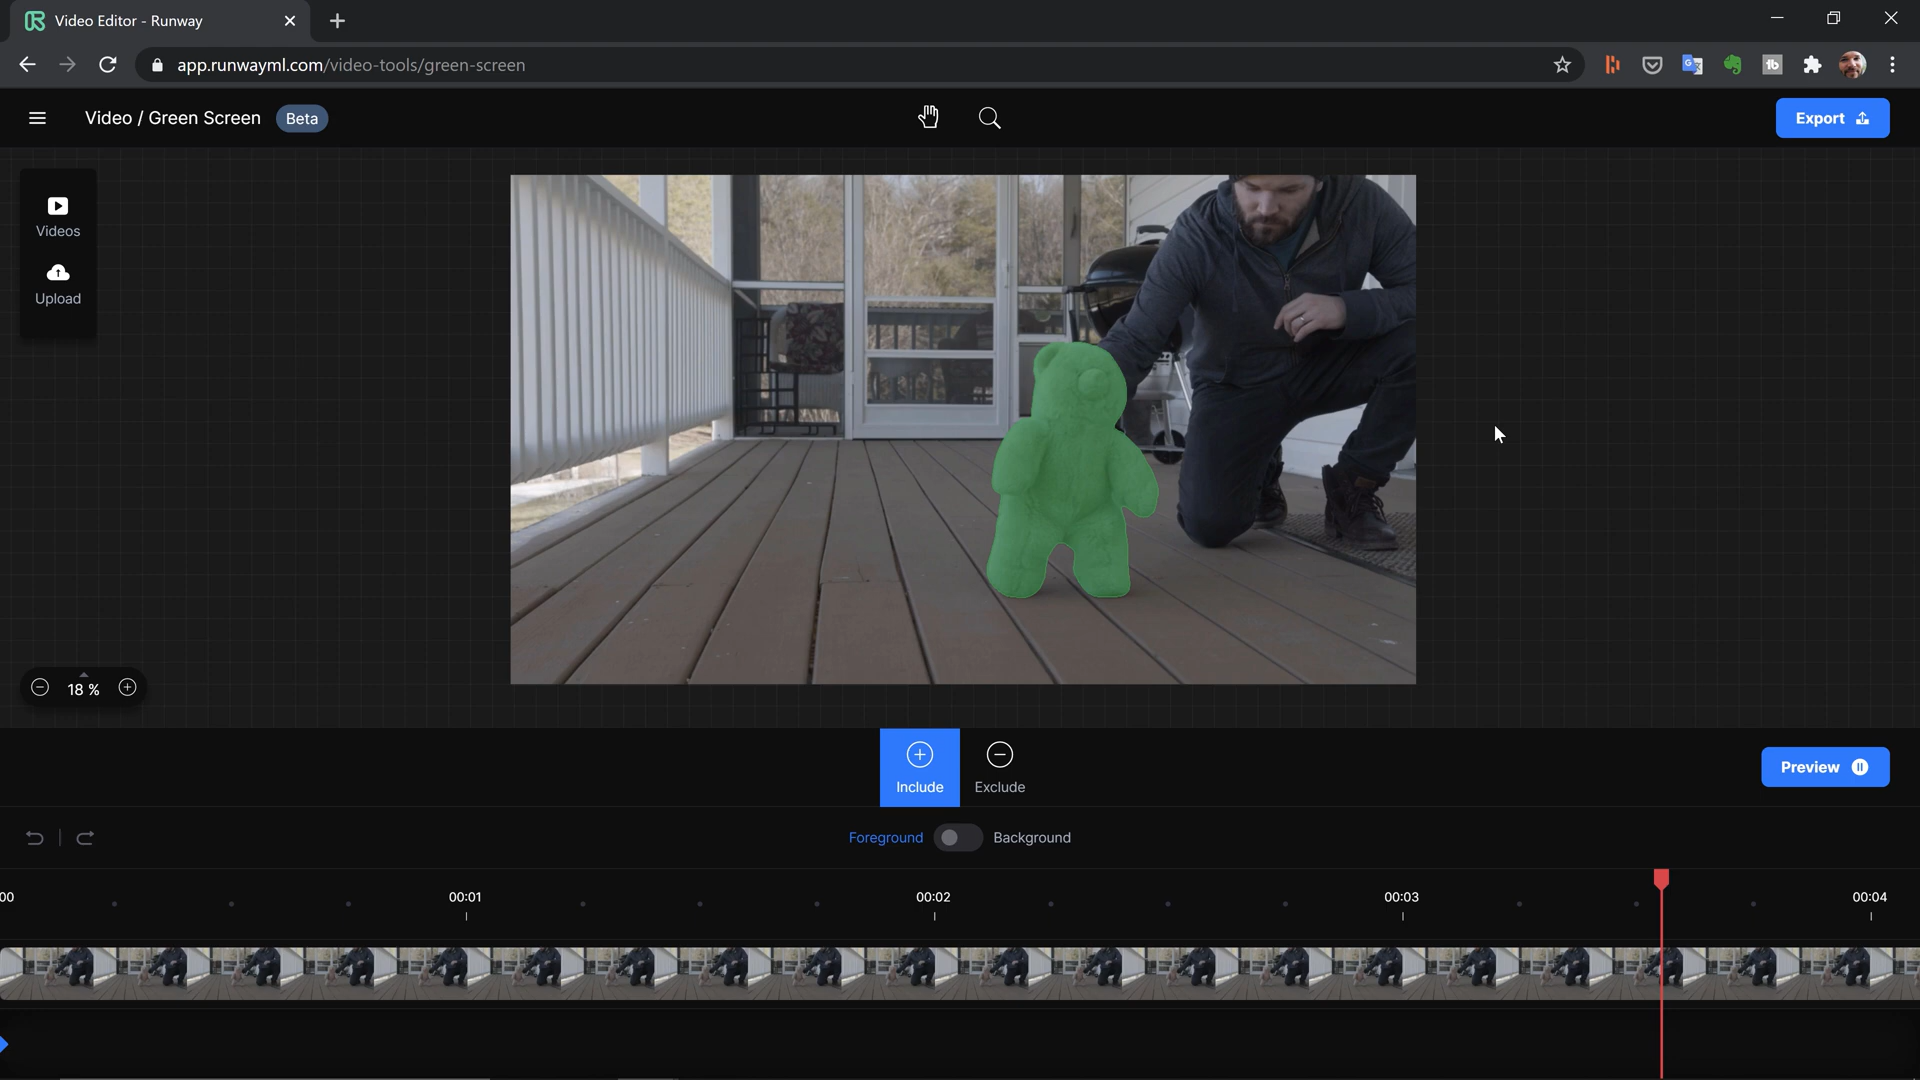 Video Editor - Runway
app.runwayml.com/video-tools/green-screen
Video / Green Screen Beta
Export
Videos
Upload
18 %
Include Exclude
Preview
Foreground Background
00 00:01 00:02 00:03 00:04